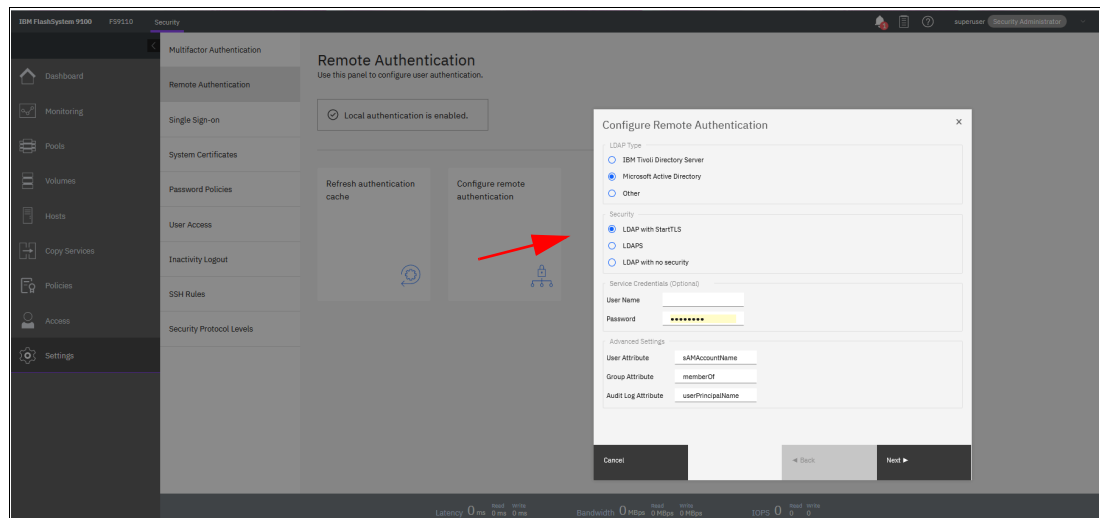 IBM FlashSystem 9100 FS9110 Security
superuser Security Administrator
Dashboard
Monitoring
Pools
Volumes
Hosts
Copy Services
Policies
Access
Settings
Multifactor Authentication
Remote Authentication
Single Sign-on
System Certificates
Password Policies
User Access
Inactivity Logout
SSH Rules
Security Protocol Levels
Remote Authentication
Use this panel to configure user authentication.
Local authentication is enabled.
Refresh authentication
cache
Configure remote
authentication
Configure Remote Authentication
LDAP Type
IBM Tivoli Directory Server
Microsoft Active Directory
Other
Security
LDAP with StartTLS
LDAPS
LDAP with no security
Service Credentials (Optional)
User Name
Password ••••••••
Advanced Settings
User Attribute sAMAccountName
Group Attribute memberOf
Audit Log Attribute userPrincipalName
Cancel
Back
Next
Latency 0 ms Read 0 ms Write 0 ms
Bandwidth 0 MBps Read 0 MBps Write 0 MBps
IOPS 0 Read 0 Write 0